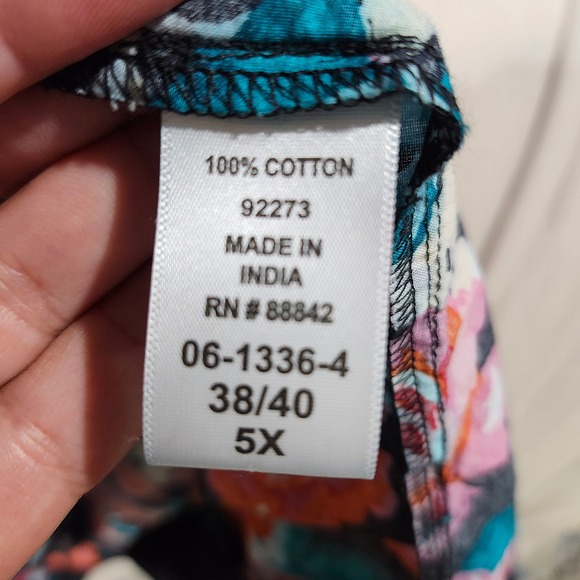 100% COTTON
92273
MADE IN
INDIA
RN # 88842
06-1336-4
38/40
5X